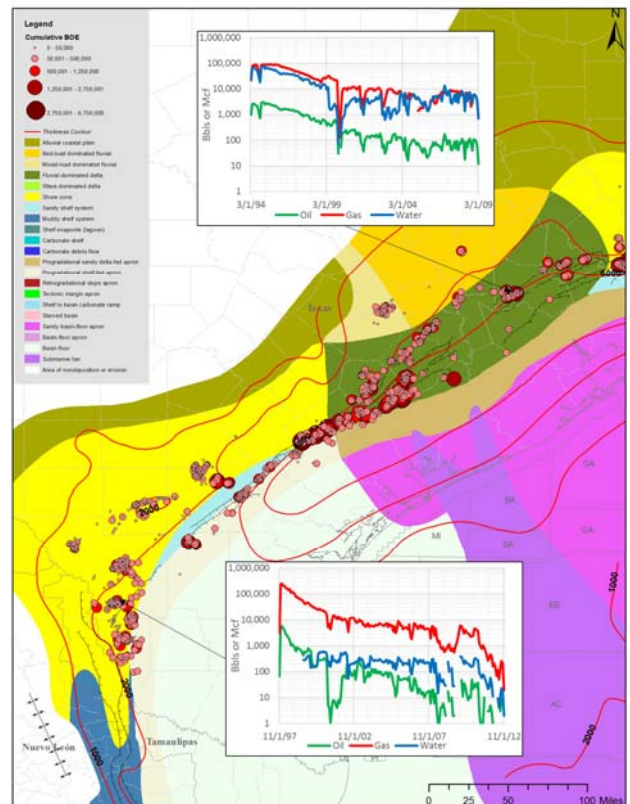 Legend
Cumulative BOE
0 - 50,000
50,001 - 500,000
500,001 - 1,250,000
1,250,001 - 2,750,001
2,750,001 - 6,750,000
Thickness Contour
Alluvial coastal plain
Bed-load dominated fluvial
Mixed-load dominated fluvial
Fluvial-dominated delta
Wave-dominated delta
Shore zone
Sandy shelf system
Muddy shelf system
Shelf evaporite (lagoon)
Carbonate shelf
Carbonate debris flow
Progradational sandy delta-fed apron
Progradational shelf-fed apron
Retrogradational slope apron
Tectonic margin apron
Shelf to basin carbonate ramp
Starved basin
Sandy basin-floor apron
Basin-floor apron
Basin floor
Submarine fan
Area of nondeposition or erosion
N
Bbls or Mcf
1,000,000
100,000
10,000
1,000
100
10
1
3/1/94
3/1/99
3/1/04
3/1/09
Oil
Gas
Water
Texas
6000
2000
GA
BA
MI
GA
GA
1000
EB
AC
2000
Bbls or Mcf
1,000,000
100,000
10,000
1,000
100
10
1
11/1/97
11/1/02
11/1/07
11/1/12
Oil
Gas
Water
2000
1000
Nuevo León
Tamaulipas
0 25 50 100 Miles